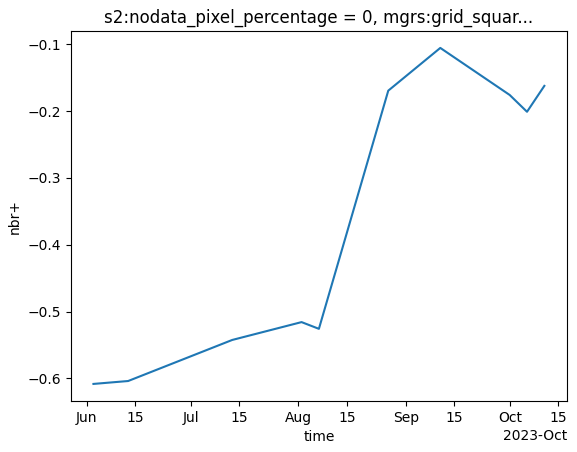 s2:nodata_pixel_percentage = 0, mgrs:grid_squar...
nbr+
−0.1
−0.2
−0.3
−0.4
−0.5
−0.6
Jun 15 Jul 15 Aug 15 Sep 15 Oct 15
time
2023-Oct